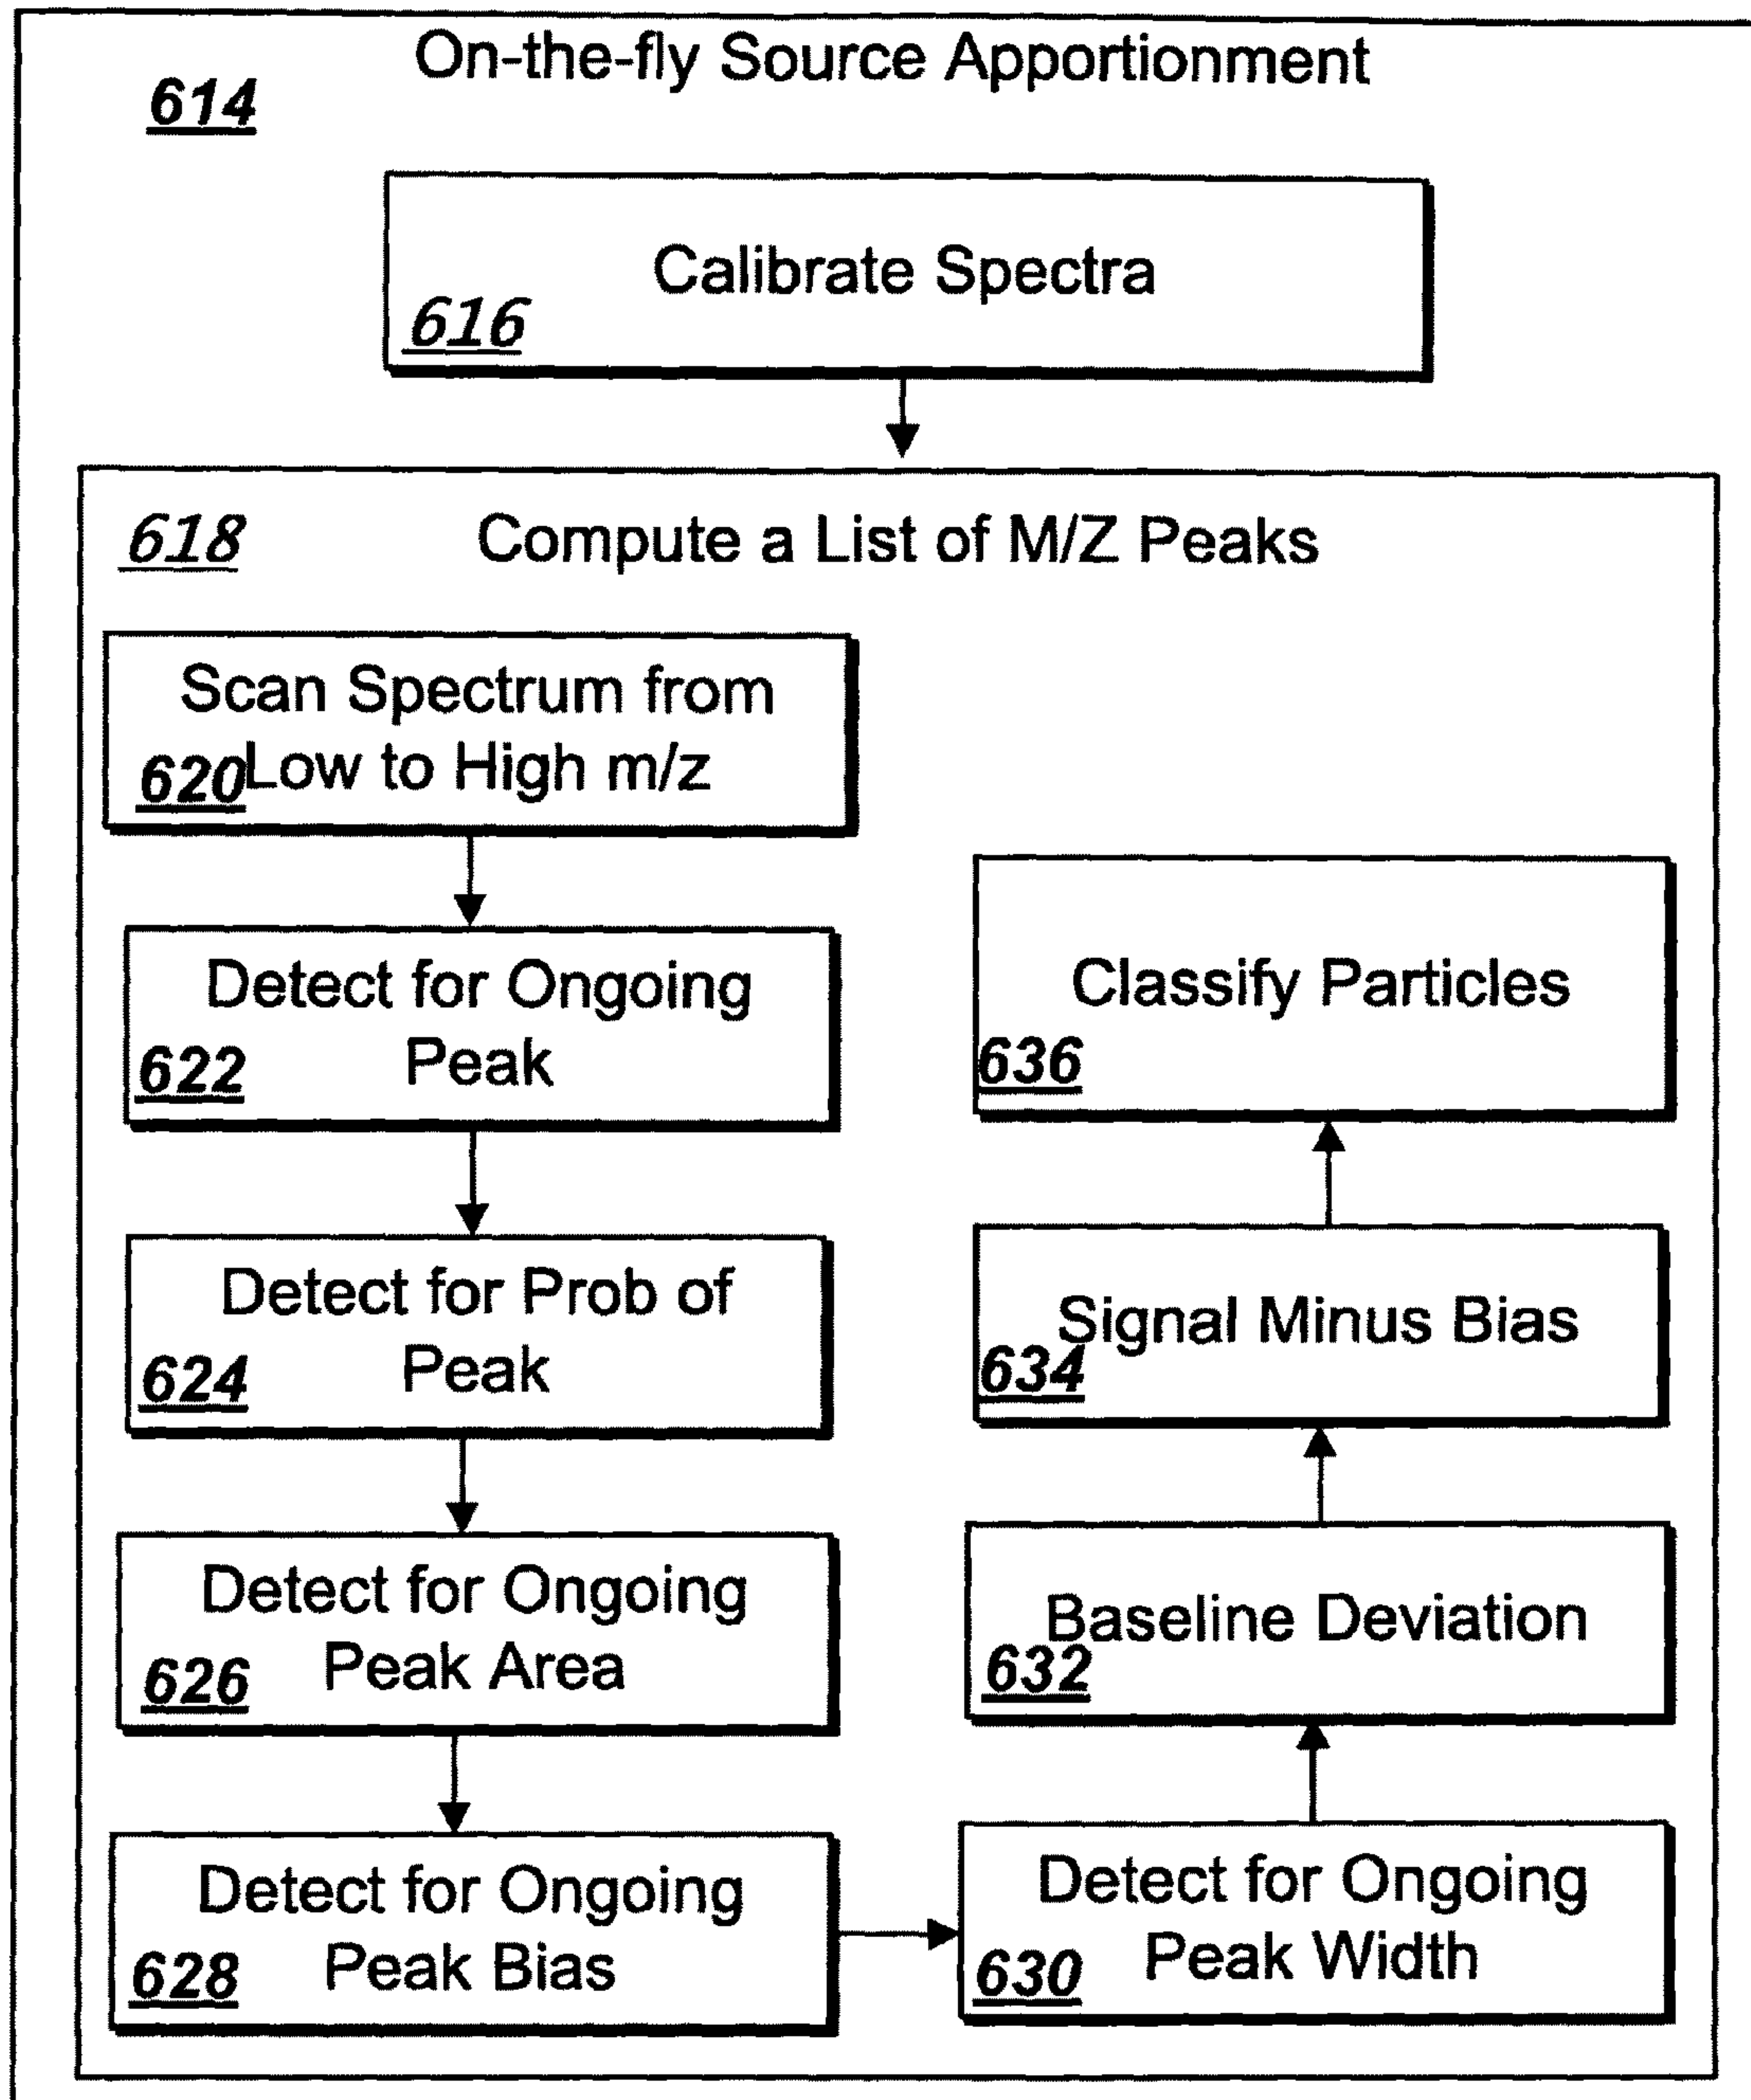 On-the-fly Source Apportionment
614
Calibrate Spectra
616
618 Compute a List of M/Z Peaks
Scan Spectrum from
620 Low to High m/z
Detect for Ongoing
622 Peak
Detect for Prob of
624 Peak
Detect for Ongoing
626 Peak Area
Detect for Ongoing
628 Peak Bias
Detect for Ongoing
630 Peak Width
Baseline Deviation
632
Signal Minus Bias
634
Classify Particles
636